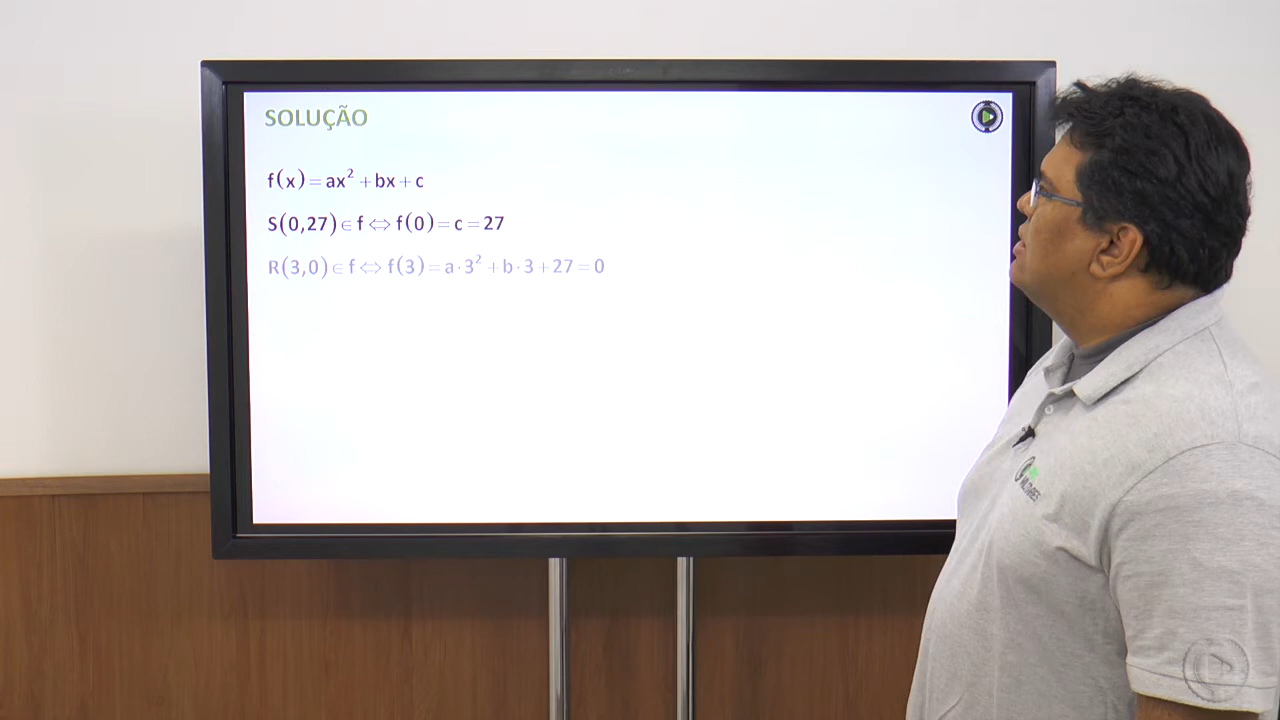 SOLUÇÃO
f(x) = ax² + bx + c
S(0,27) ∈ f ⇔ f(0) = c = 27
R(3,0) ∈ f ⇔ f(3) = a · 3² + b · 3 + 27 = 0